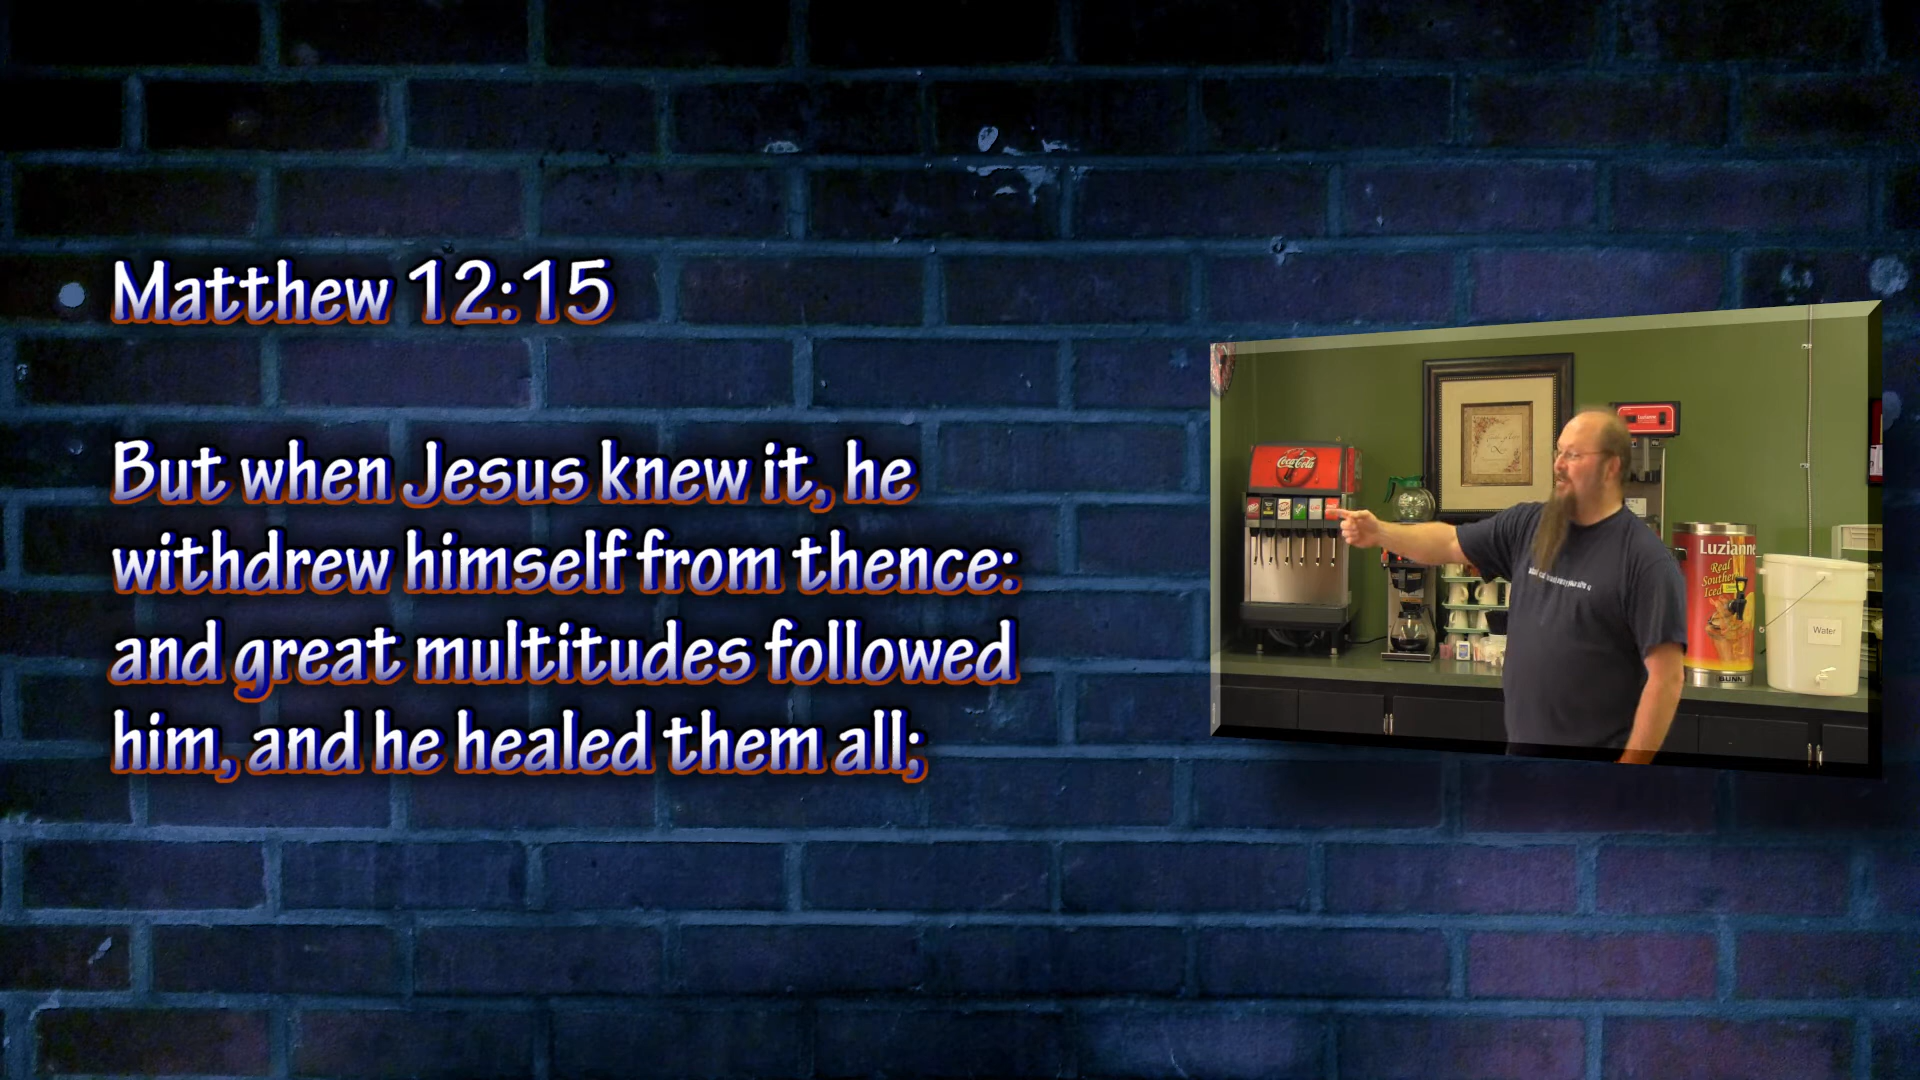 Matthew 12:15
But when Jesus knew it, he
withdrew himself from thence:
and great multitudes followed
him, and he healed them all;
Coca-Cola
Luzianne
Real
Southern
Iced
Water
BUNN